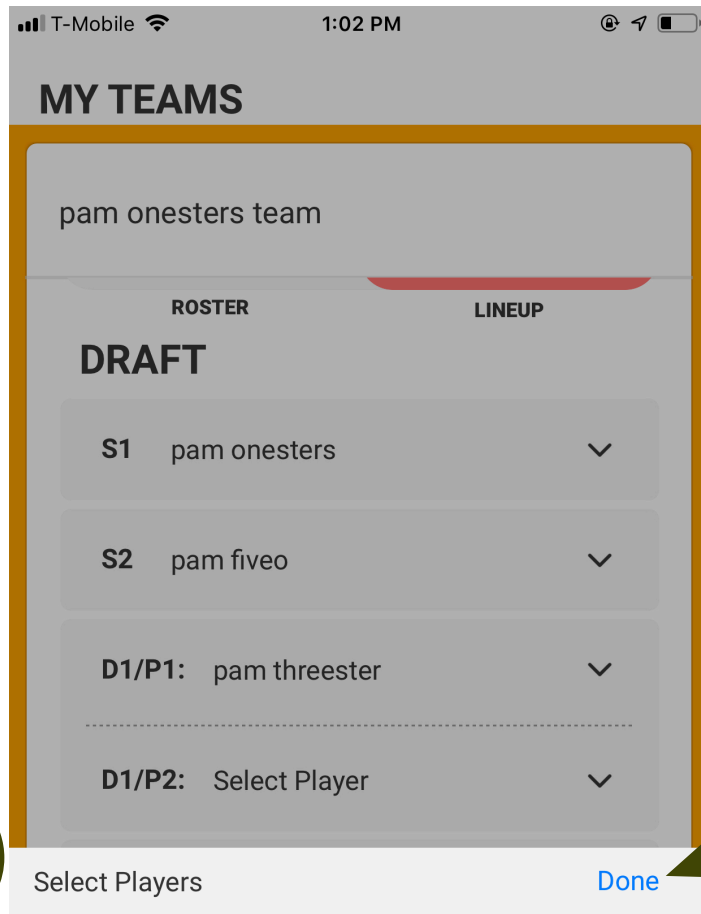 T-Mobile 1:02 PM
MY TEAMS
pam onesters team
ROSTER LINEUP
DRAFT
S1 pam onesters
S2 pam fiveo
D1/P1: pam threester
D1/P2: Select Player
Select Players Done